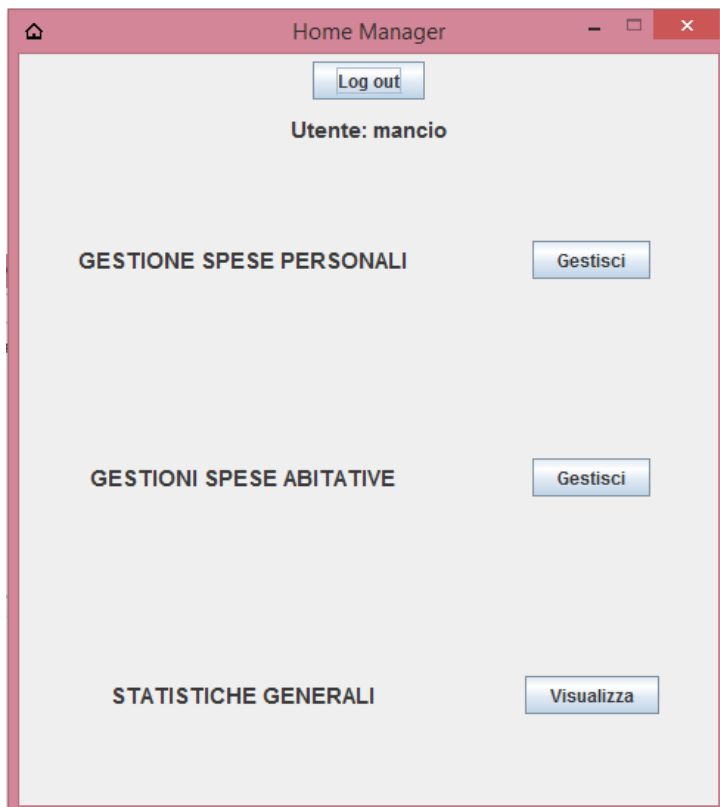 Home Manager
Log out
Utente: mancio
GESTIONE SPESE PERSONALI Gestisci
GESTIONI SPESE ABITATIVE Gestisci
STATISTICHE GENERALI Visualizza